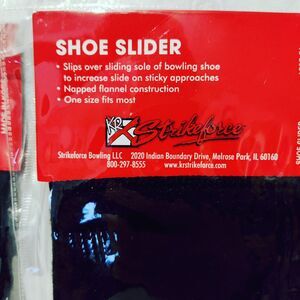 SHOE SLIDER
• Slips over sliding sole of bowling shoe
to increase slide on sticky approaches
• Napped flannel construction
• One size fits most
KR Strikeforce
Strikeforce Bowling LLC 2020 Indian Boundary Drive, Melrose Park, IL 60160
800-297-8555 www.krstrikeforce.com